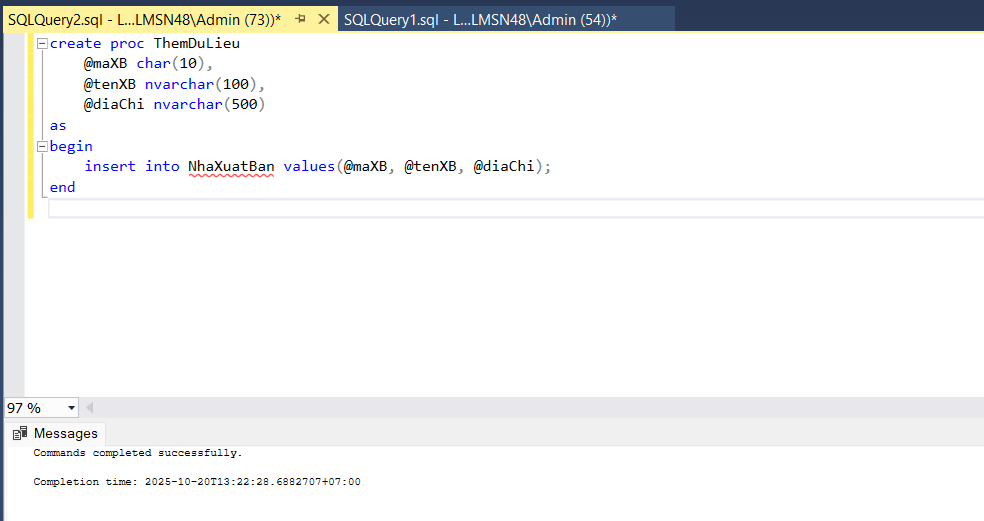 SQLQuery2.sql - L...LMSN48\Admin (73))* SQLQuery1.sql - L...LMSN48\Admin (54))*
create proc ThemDuLieu
@maXB char(10),
@tenXB nvarchar(100),
@diaChi nvarchar(500)
as
begin
insert into NhaXuatBan values(@maXB, @tenXB, @diaChi);
end
97 %
Messages
Commands completed successfully.
Completion time: 2025-10-20T13:22:28.6882707+07:00